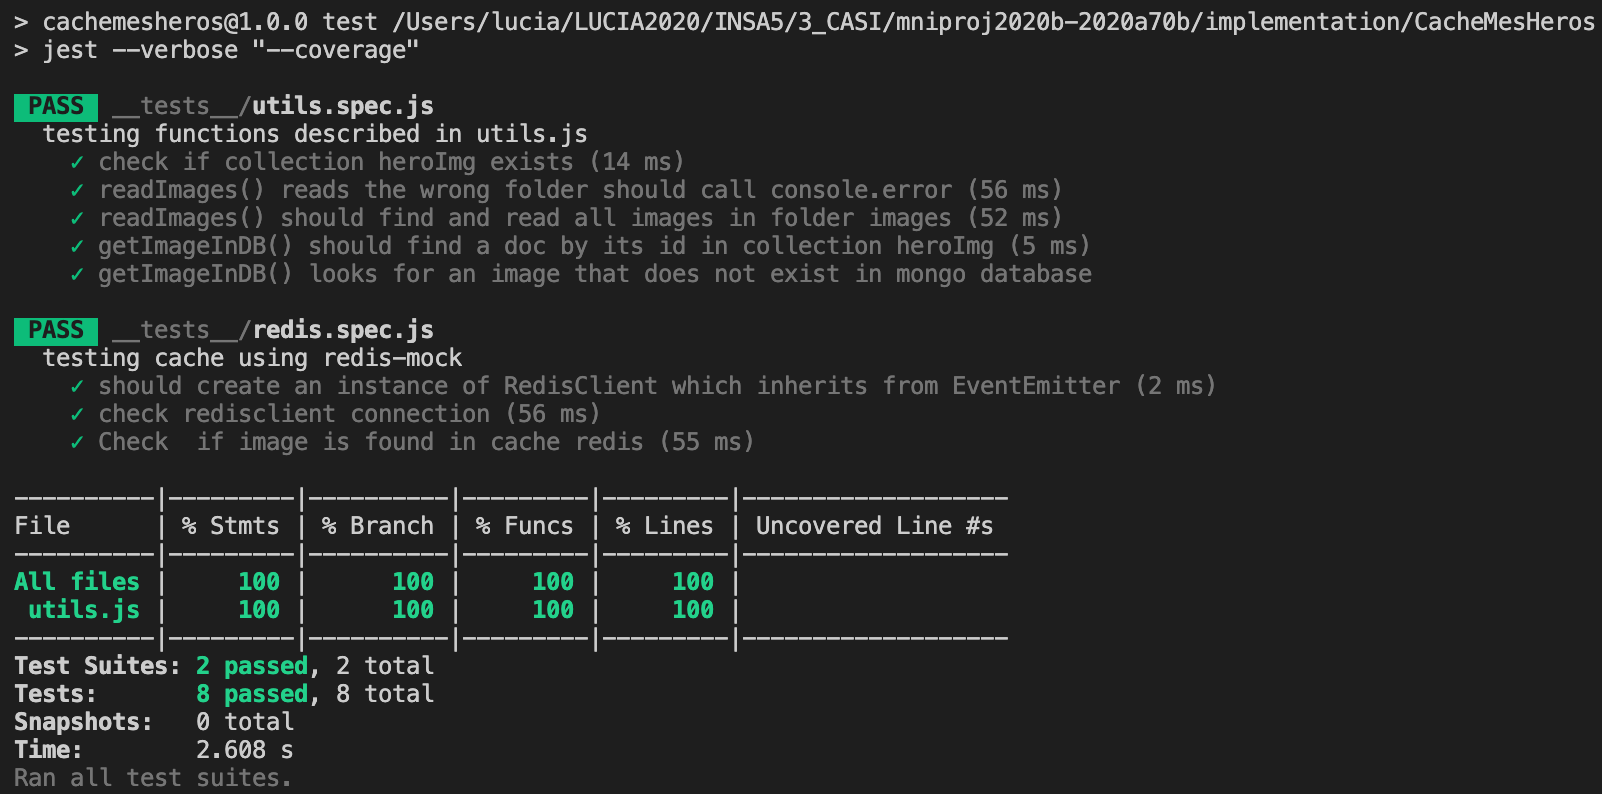 > cachemesheros@1.0.0 test /Users/lucia/LUCIA2020/INSA5/3_CASI/mniproj2020b-2020a70b/implementation/CacheMesHeros
> jest --verbose "--coverage"
PASS __tests__/utils.spec.js
testing functions described in utils.js
✓ check if collection heroImg exists (14 ms)
✓ readImages() reads the wrong folder should call console.error (56 ms)
✓ readImages() should find and read all images in folder images (52 ms)
✓ getImageInDB() should find a doc by its id in collection heroImg (5 ms)
✓ getImageInDB() looks for an image that does not exist in mongo database
PASS __tests__/redis.spec.js
testing cache using redis-mock
✓ should create an instance of RedisClient which inherits from EventEmitter (2 ms)
✓ check redisclient connection (56 ms)
✓ Check  if image is found in cache redis (55 ms)
----------|---------|----------|---------|---------|-------------------
File      | % Stmts | % Branch | % Funcs | % Lines | Uncovered Line #s
----------|---------|----------|---------|---------|-------------------
All files |     100 |      100 |     100 |     100 |
 utils.js |     100 |      100 |     100 |     100 |
----------|---------|----------|---------|---------|-------------------
Test Suites: 2 passed, 2 total
Tests:       8 passed, 8 total
Snapshots:   0 total
Time:        2.608 s
Ran all test suites.